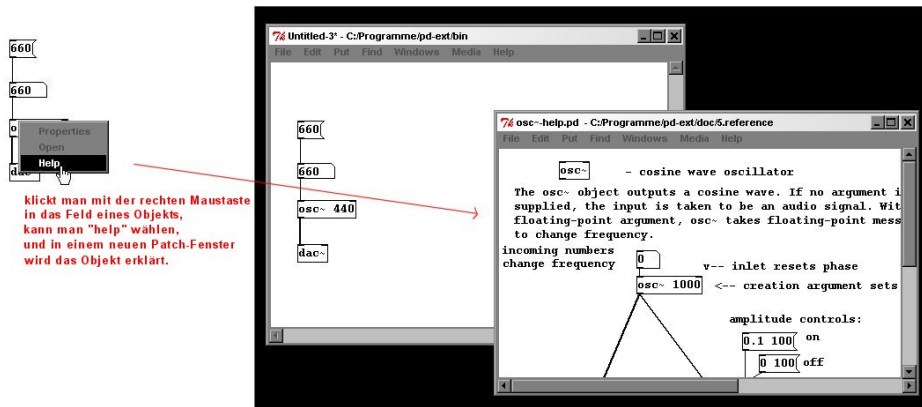 660
660
o
Properties
Open
Help
dac~
klickt man mit der rechten Maustaste
in das Feld eines Objekts,
kann man "help" wählen,
und in einem neuen Patch-Fenster
wird das Objekt erklärt.
Untitled-3* - C:/Programme/pd-ext/bin
File Edit Put Find Windows Media Help
660
660
osc~ 440
dac~
osc~-help.pd - C:/Programme/pd-ext/doc/5.reference
File Edit Put Find Windows Media Help
osc~ - cosine wave oscillator
The osc~ object outputs a cosine wave. If no argument i
supplied, the input is taken to be an audio signal. Wit
floating-point argument, osc~ takes floating-point mess
to change frequency.
incoming numbers
change frequency
0
v-- inlet resets phase
osc~ 1000 <-- creation argument sets
amplitude controls:
0.1 100 on
0 100 off